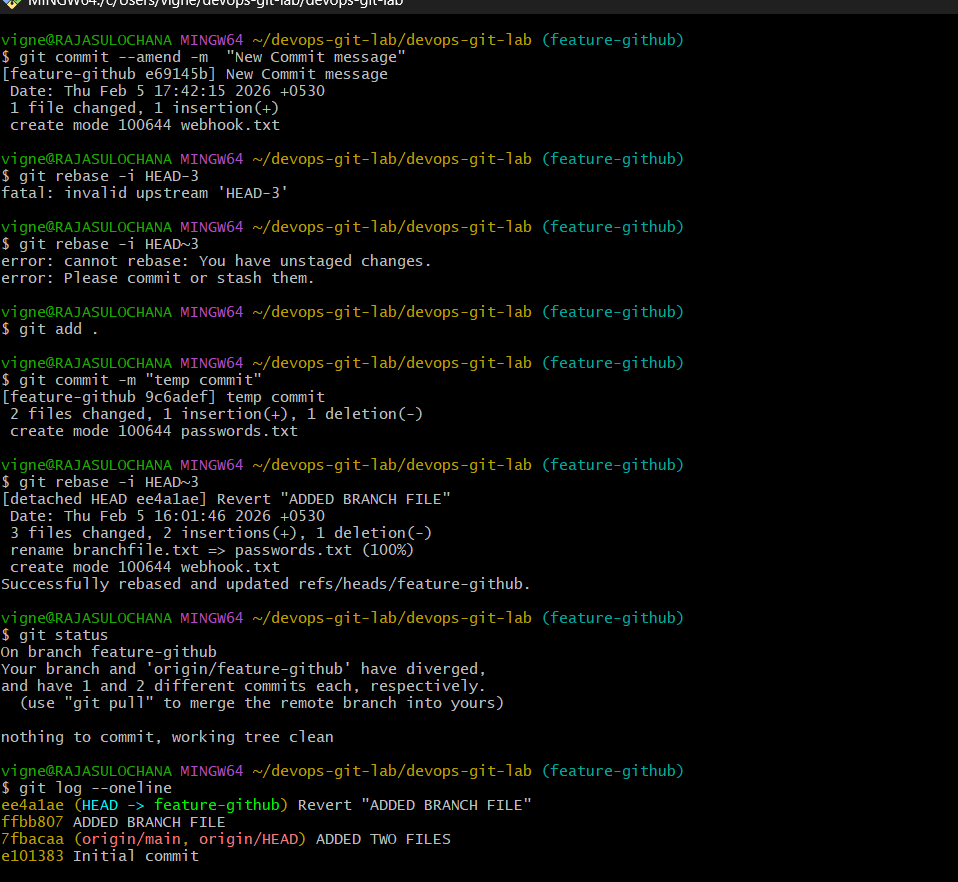 MINGW64:/c/Users/vigne/devops-git-lab/devops-git-lab
vigne@RAJASULOCHANA MINGW64 ~/devops-git-lab/devops-git-lab (feature-github)
$ git commit --amend -m  "New Commit message"
[feature-github e69145b] New Commit message
 Date: Thu Feb 5 17:42:15 2026 +0530
 1 file changed, 1 insertion(+)
 create mode 100644 webhook.txt
vigne@RAJASULOCHANA MINGW64 ~/devops-git-lab/devops-git-lab (feature-github)
$ git rebase -i HEAD-3
fatal: invalid upstream 'HEAD-3'
vigne@RAJASULOCHANA MINGW64 ~/devops-git-lab/devops-git-lab (feature-github)
$ git rebase -i HEAD~3
error: cannot rebase: You have unstaged changes.
error: Please commit or stash them.
vigne@RAJASULOCHANA MINGW64 ~/devops-git-lab/devops-git-lab (feature-github)
$ git add .
vigne@RAJASULOCHANA MINGW64 ~/devops-git-lab/devops-git-lab (feature-github)
$ git commit -m "temp commit"
[feature-github 9c6adef] temp commit
 2 files changed, 1 insertion(+), 1 deletion(-)
 create mode 100644 passwords.txt
vigne@RAJASULOCHANA MINGW64 ~/devops-git-lab/devops-git-lab (feature-github)
$ git rebase -i HEAD~3
[detached HEAD ee4a1ae] Revert "ADDED BRANCH FILE"
 Date: Thu Feb 5 16:01:46 2026 +0530
 3 files changed, 2 insertions(+), 1 deletion(-)
 rename branchfile.txt => passwords.txt (100%)
 create mode 100644 webhook.txt
Successfully rebased and updated refs/heads/feature-github.
vigne@RAJASULOCHANA MINGW64 ~/devops-git-lab/devops-git-lab (feature-github)
$ git status
On branch feature-github
Your branch and 'origin/feature-github' have diverged,
and have 1 and 2 different commits each, respectively.
  (use "git pull" to merge the remote branch into yours)
nothing to commit, working tree clean
vigne@RAJASULOCHANA MINGW64 ~/devops-git-lab/devops-git-lab (feature-github)
$ git log --oneline
ee4a1ae (HEAD -> feature-github) Revert "ADDED BRANCH FILE"
ffbb807 ADDED BRANCH FILE
7fbacaa (origin/main, origin/HEAD) ADDED TWO FILES
e101383 Initial commit